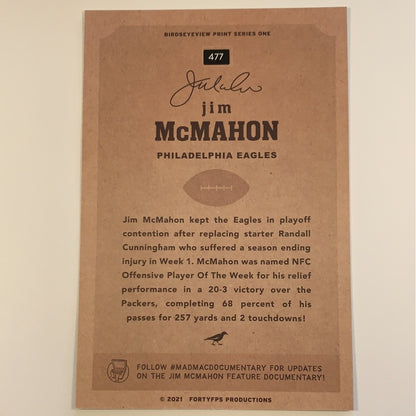 BIRDSEYEVIEW PRINT SERIES ONE
477
jim
McMAHON
PHILADELPHIA EAGLES
Jim McMahon kept the Eagles in playoff
contention after replacing starter Randall
Cunningham who suffered a season ending
injury in Week 1. McMahon was named NFC
Offensive Player Of The Week for his relief
performance in a 20-3 victory over the
Packers, completing 68 percent of his
passes for 257 yards and 2 touchdowns!
FOLLOW #MADMACDOCUMENTARY FOR UPDATES
ON THE JIM MCMAHON FEATURE DOCUMENTARY!
© 2021 FORTYFPS PRODUCTIONS